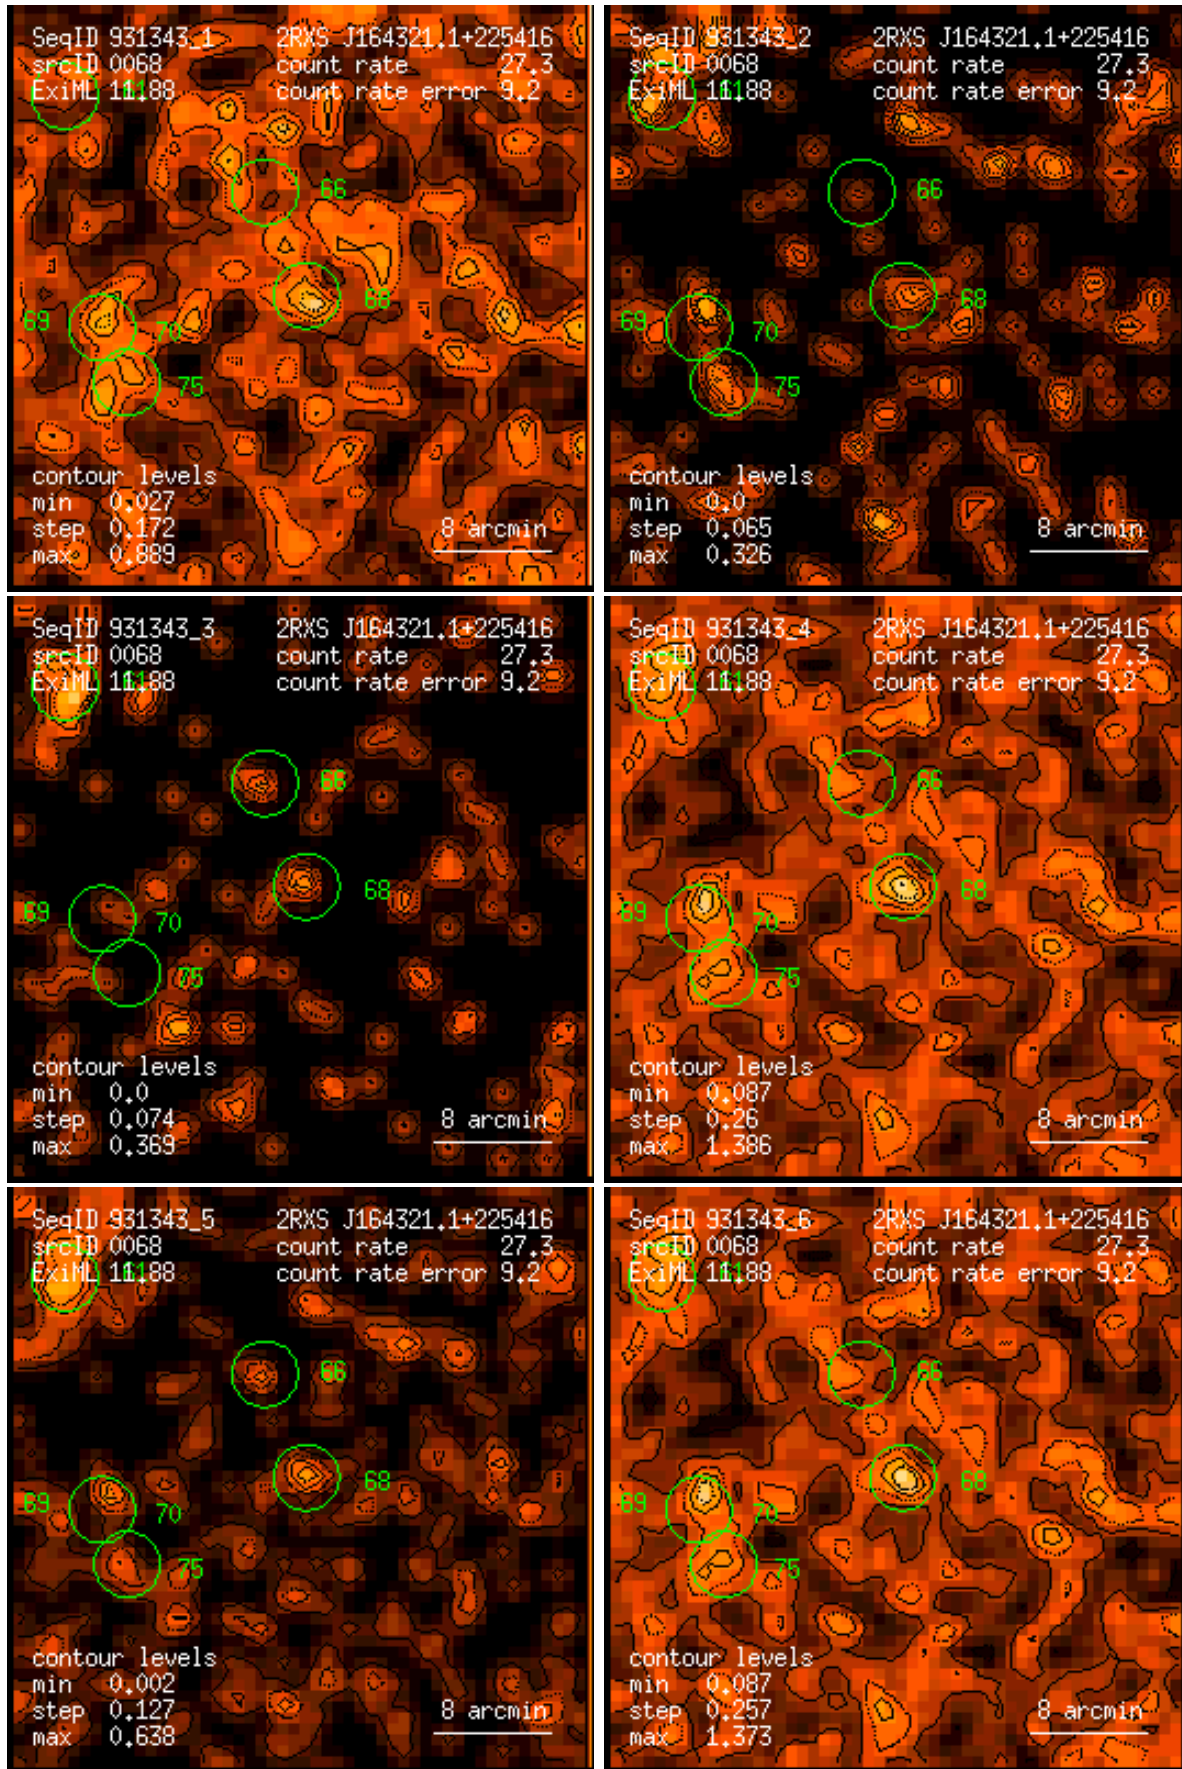 SeqID 931343_1 2RXS J164321.1+225416
srcID 0068 count rate 27.3
ExiML 11.88 count rate error 9.2
66
68
69 70
75
contour levels
min 0.027
step 0.172 8 arcmin
max 0.889
SeqID 931343_2 2RXS J164321.1+225416
srcID 0068 count rate 27.3
ExiML 11.88 count rate error 9.2
66
68
69 70
75
contour levels
min 0.0
step 0.065 8 arcmin
max 0.326
SeqID 931343_3 2RXS J164321.1+225416
srcID 0068 count rate 27.3
ExiML 11.88 count rate error 9.2
66
68
69 70
75
contour levels
min 0.0
step 0.074 8 arcmin
max 0.369
SeqID 931343_4 2RXS J164321.1+225416
srcID 0068 count rate 27.3
ExiML 11.88 count rate error 9.2
66
68
69 70
75
contour levels
min 0.087
step 0.26 8 arcmin
max 1.386
SeqID 931343_5 2RXS J164321.1+225416
srcID 0068 count rate 27.3
ExiML 11.88 count rate error 9.2
66
68
69 70
75
contour levels
min 0.002
step 0.127 8 arcmin
max 0.638
SeqID 931343_6 2RXS J164321.1+225416
srcID 0068 count rate 27.3
ExiML 11.88 count rate error 9.2
66
68
69 70
75
contour levels
min 0.087
step 0.257 8 arcmin
max 1.373